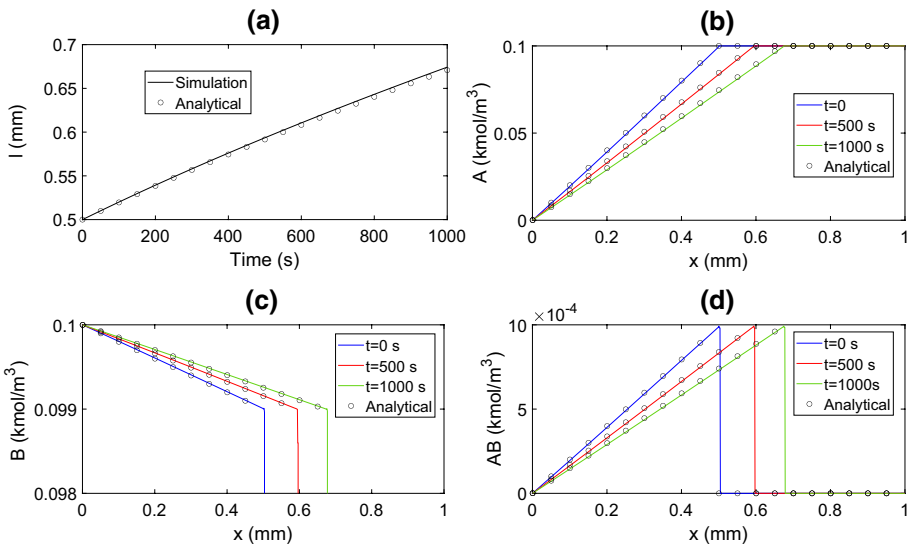 (a)
0.7
0.65
0.6
0.55
0.5
l (mm)
Simulation
Analytical
0
200
400
600
800
1000
Time (s)
(b)
0.1
0.05
0
A (kmol/m³)
t=0
t=500 s
t=1000 s
Analytical
0
0.2
0.4
0.6
0.8
1
x (mm)
(c)
0.1
0.099
0.098
B (kmol/m³)
t=0 s
t=500 s
t=1000 s
Analytical
0
0.2
0.4
0.6
0.8
1
x (mm)
(d)
×10⁻⁴
10
5
0
AB (kmol/m³)
t=0 s
t=500 s
t=1000s
Analytical
0
0.2
0.4
0.6
0.8
1
x (mm)